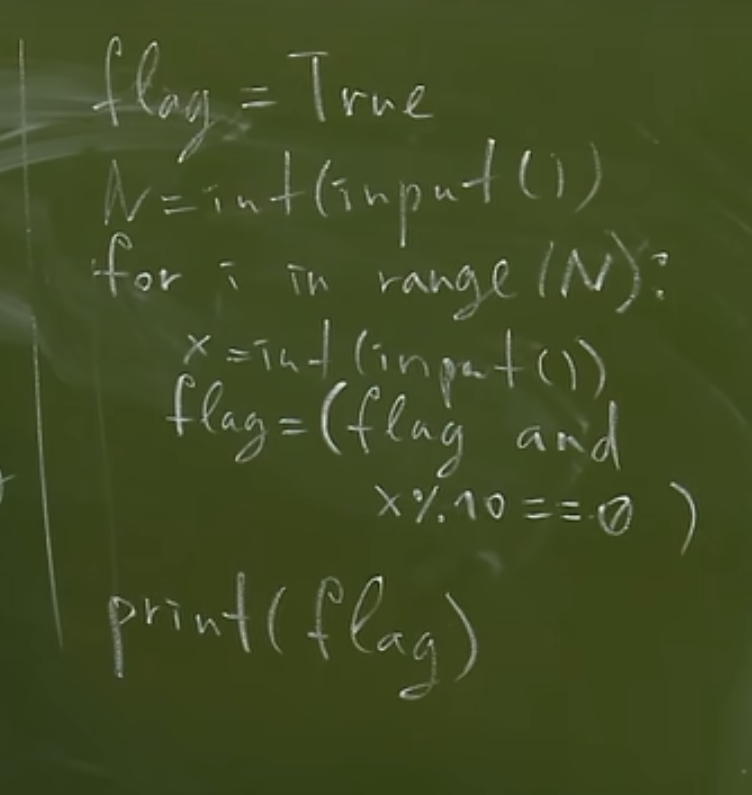 flag = True
N = int(input())
for i in range(N):
x = int(input())
flag = (flag and
x % 10 == 0 )
print(flag)